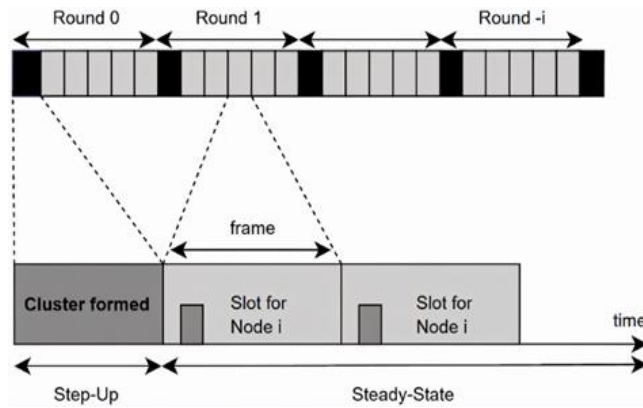 Round 0
Round 1
Round -i
frame
Cluster formed
Slot for
Node i
Slot for
Node i
time
Step-Up
Steady-State